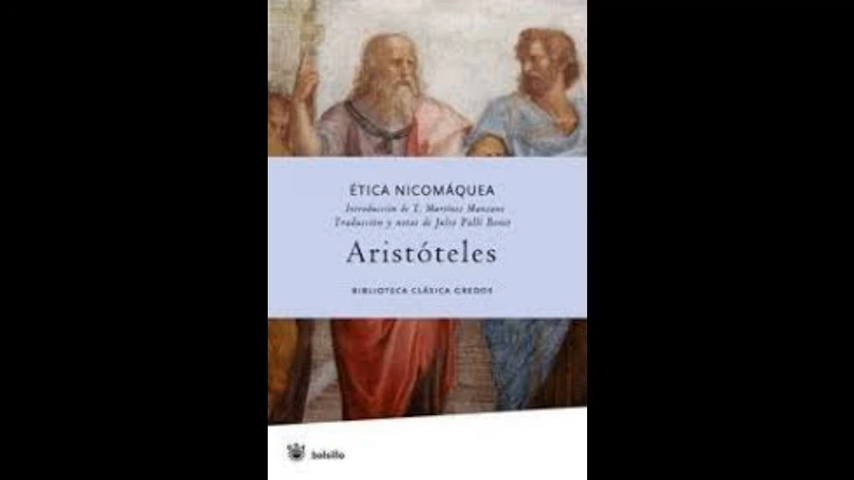 ÉTICA NICOMÁQUEA
Introducción de T. Martínez Manzano
Traducción y notas de Julio Pallí Bonet
Aristóteles
BIBLIOTECA CLÁSICA GREDOS
bolsillo